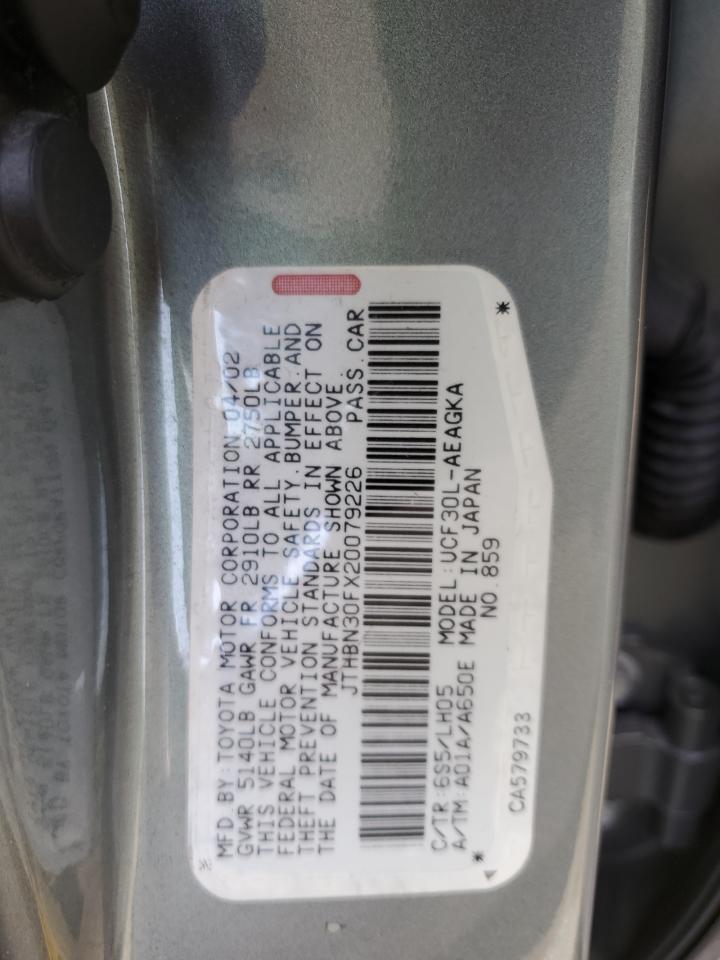 MFD.BY:TOYOTA MOTOR CORPORATION 04/02
GVWR 5140LB GAWR FR 2910LB RR 2750LB
THIS VEHICLE CONFORMS TO ALL APPLICABLE
FEDERAL MOTOR VEHICLE SAFETY,BUMPER,AND
THEFT PREVENTION STANDARDS IN EFFECT ON
THE DATE OF MANUFACTURE SHOWN ABOVE.
JTHBN30FX20079226 PASS.CAR
C/TR:6S5/LH05 MODEL:UCF30L-AEAGKA
A/TM:A01A/A650E MADE IN JAPAN
NO.859
CA579733